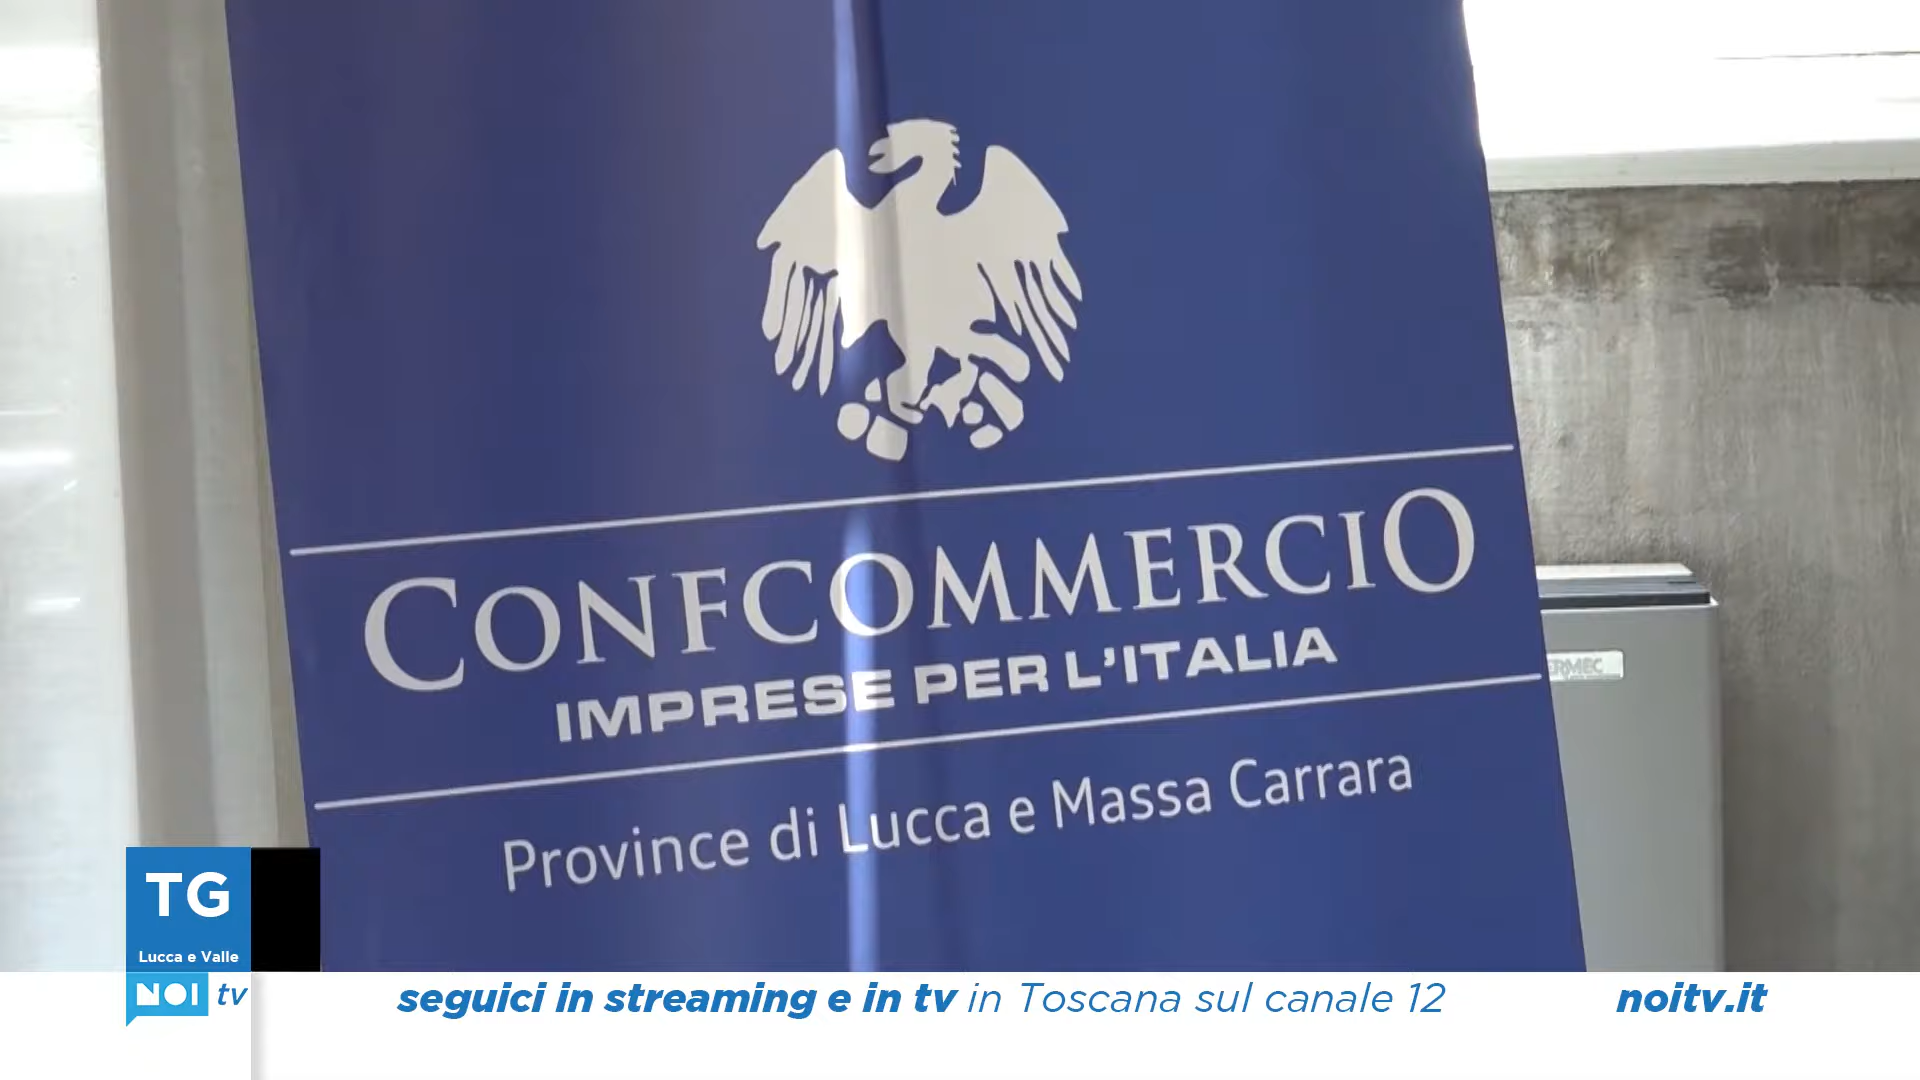 CONFCOMMERCIO
IMPRESE PER L'ITALIA
Province di Lucca e Massa Carrara
TG
Lucca e Valle
NOI tv
seguici in streaming e in tv in Toscana sul canale 12
noitv.it